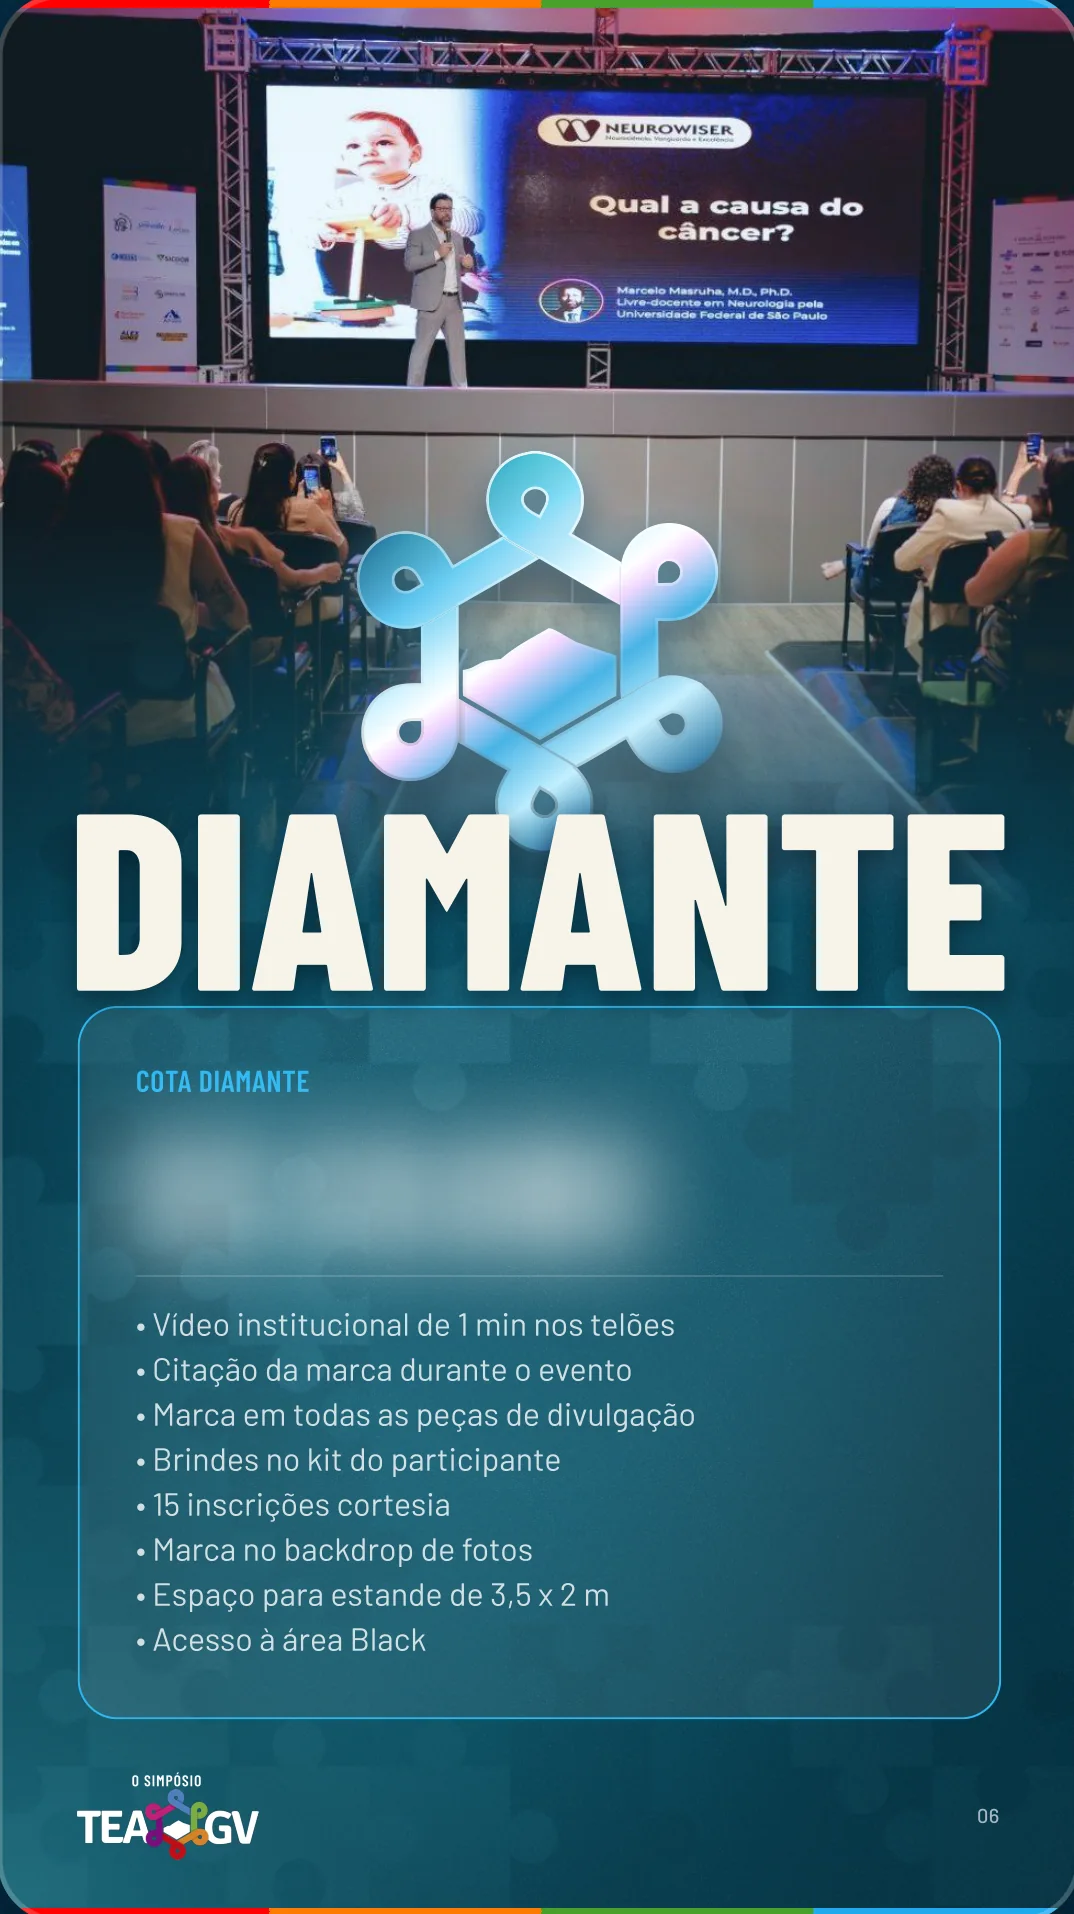 NEUROWISER
Neurociência, Vanguarda e Excelência
Qual a causa do
câncer?
Marcelo Masruha, M.D., Ph.D.
Livre-docente em Neurologia pela
Universidade Federal de São Paulo
DIAMANTE
COTA DIAMANTE
• Vídeo institucional de 1 min nos telões
• Citação da marca durante o evento
• Marca em todas as peças de divulgação
• Brindes no kit do participante
• 15 inscrições cortesia
• Marca no backdrop de fotos
• Espaço para estande de 3,5 x 2 m
• Acesso à área Black
O SIMPÓSIO
TEA GV
06